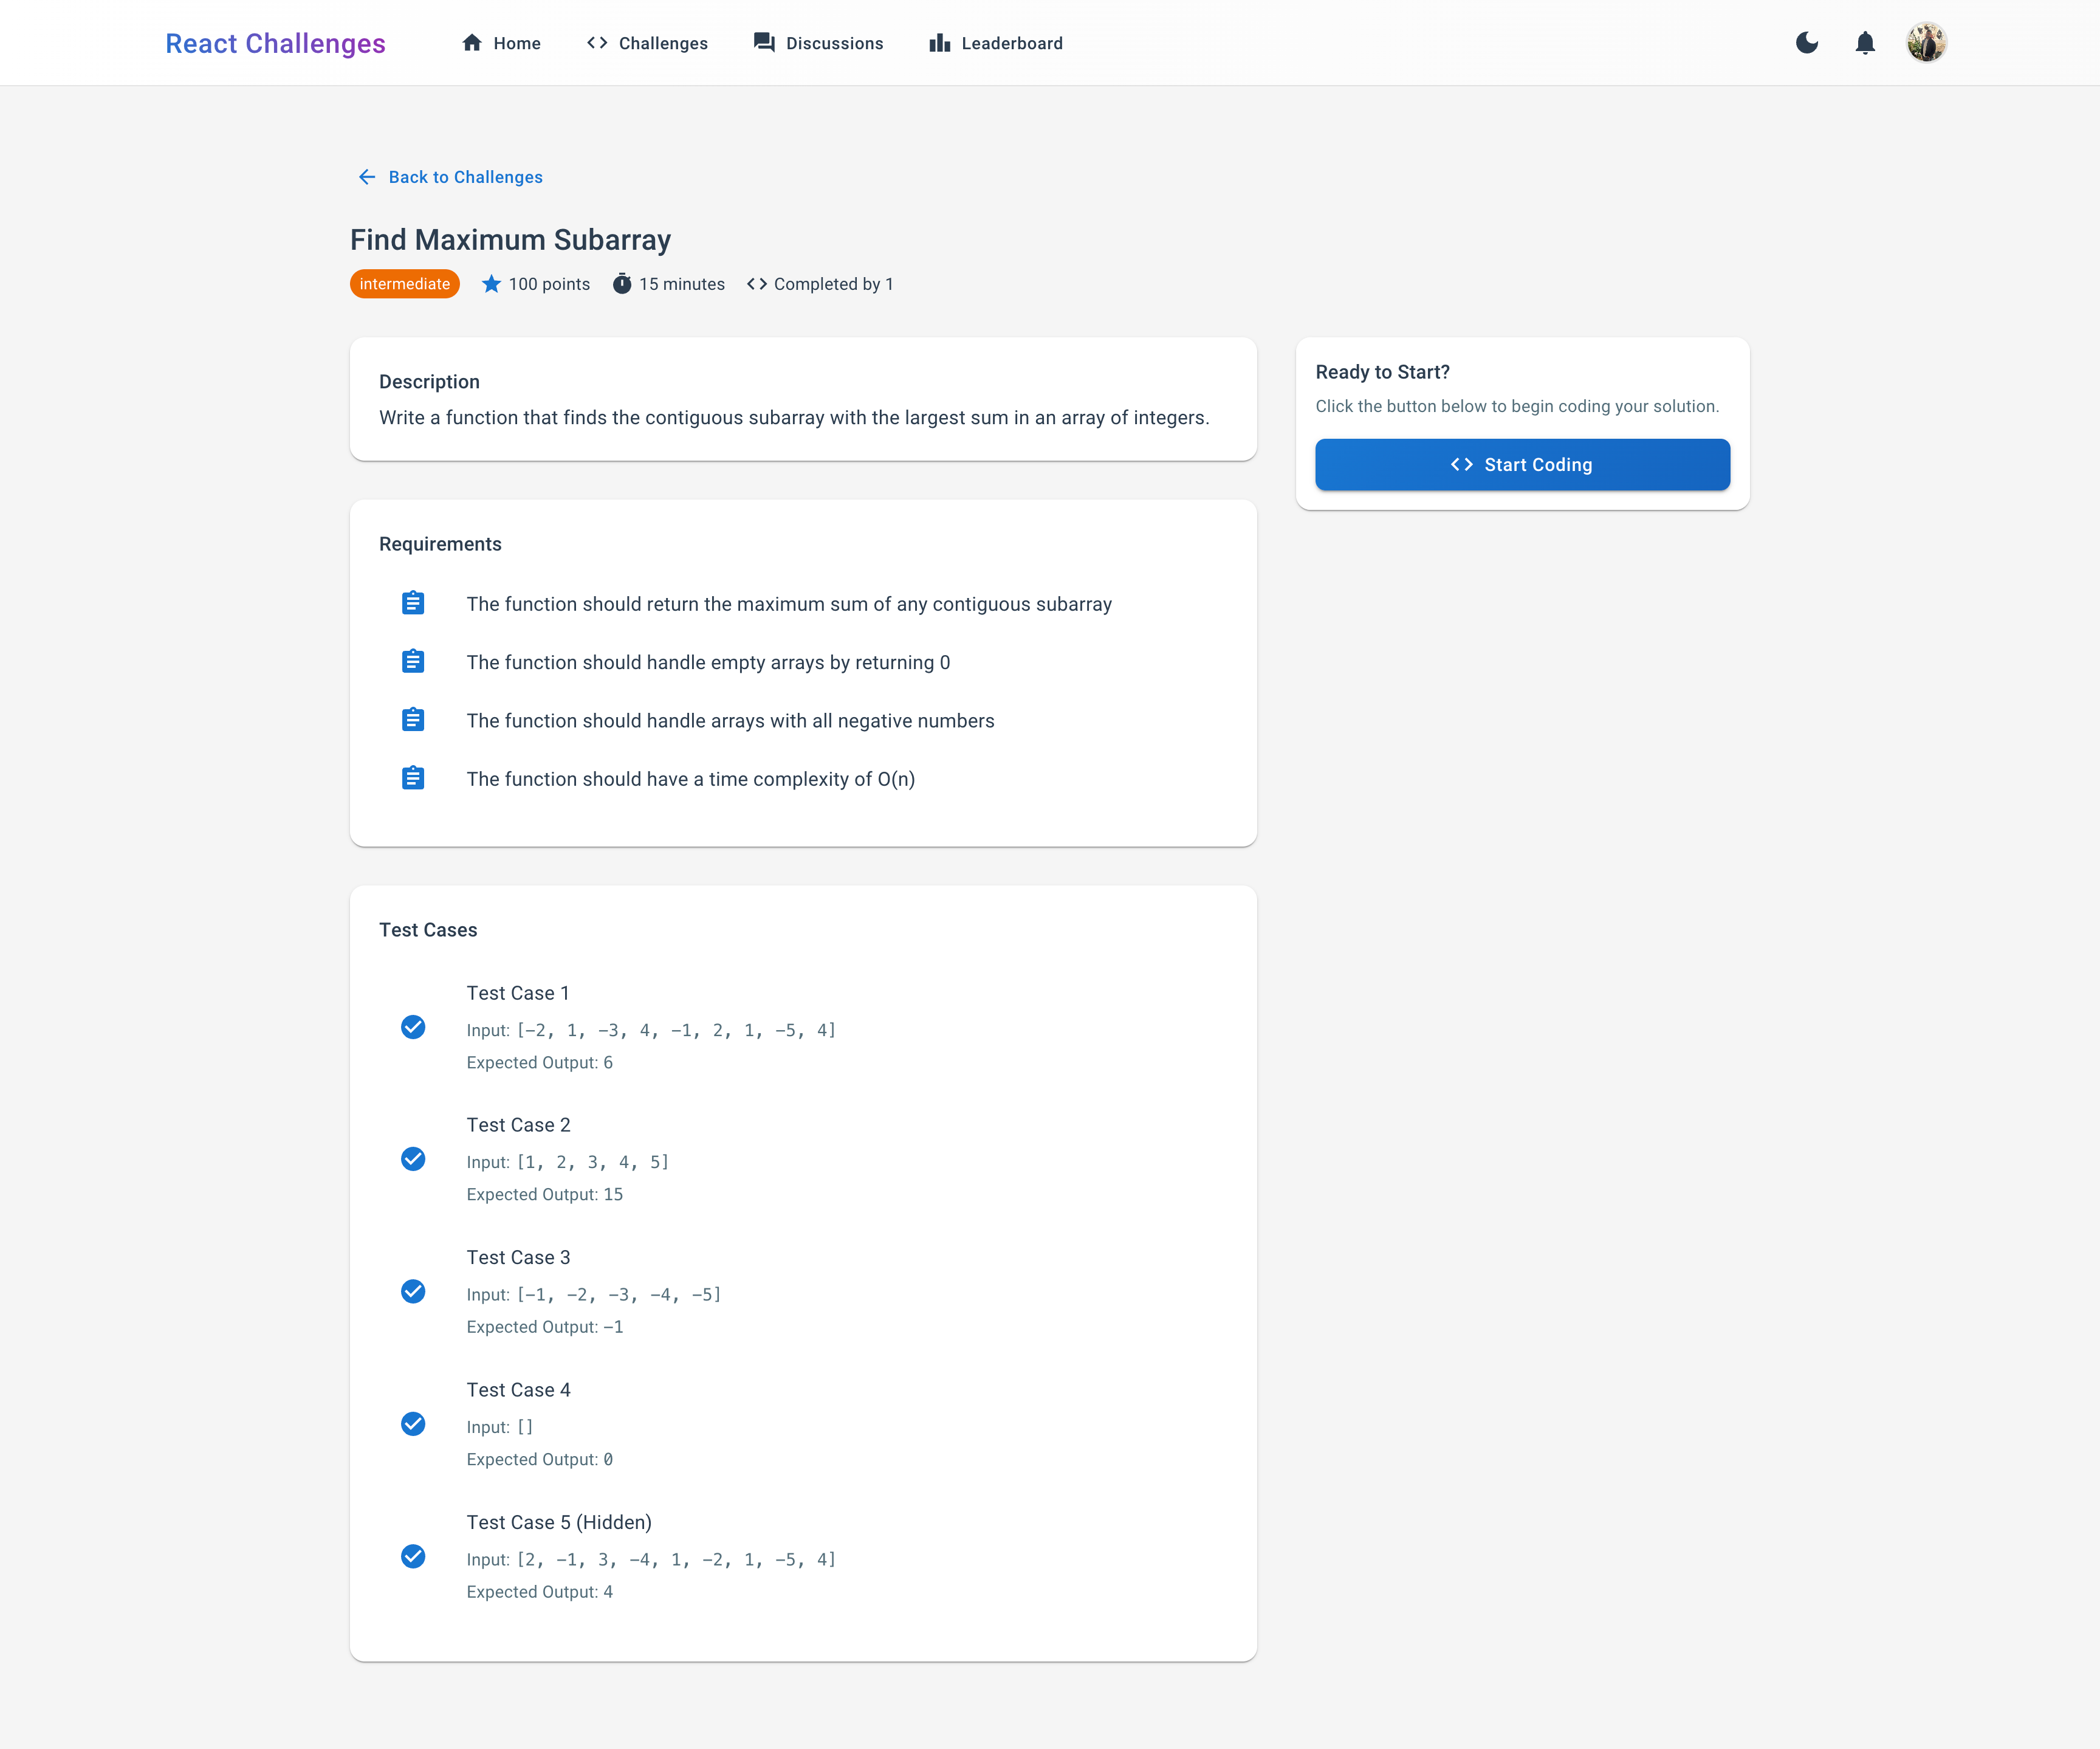 React Challenges
Home
Challenges
Discussions
Leaderboard
Back to Challenges
Find Maximum Subarray
intermediate
100 points
15 minutes
Completed by 1
Description
Write a function that finds the contiguous subarray with the largest sum in an array of integers.
Ready to Start?
Click the button below to begin coding your solution.
Start Coding
Requirements
The function should return the maximum sum of any contiguous subarray
The function should handle empty arrays by returning 0
The function should handle arrays with all negative numbers
The function should have a time complexity of O(n)
Test Cases
Test Case 1
Input: [-2, 1, -3, 4, -1, 2, 1, -5, 4]
Expected Output: 6
Test Case 2
Input: [1, 2, 3, 4, 5]
Expected Output: 15
Test Case 3
Input: [-1, -2, -3, -4, -5]
Expected Output: -1
Test Case 4
Input: []
Expected Output: 0
Test Case 5 (Hidden)
Input: [2, -1, 3, -4, 1, -2, 1, -5, 4]
Expected Output: 4